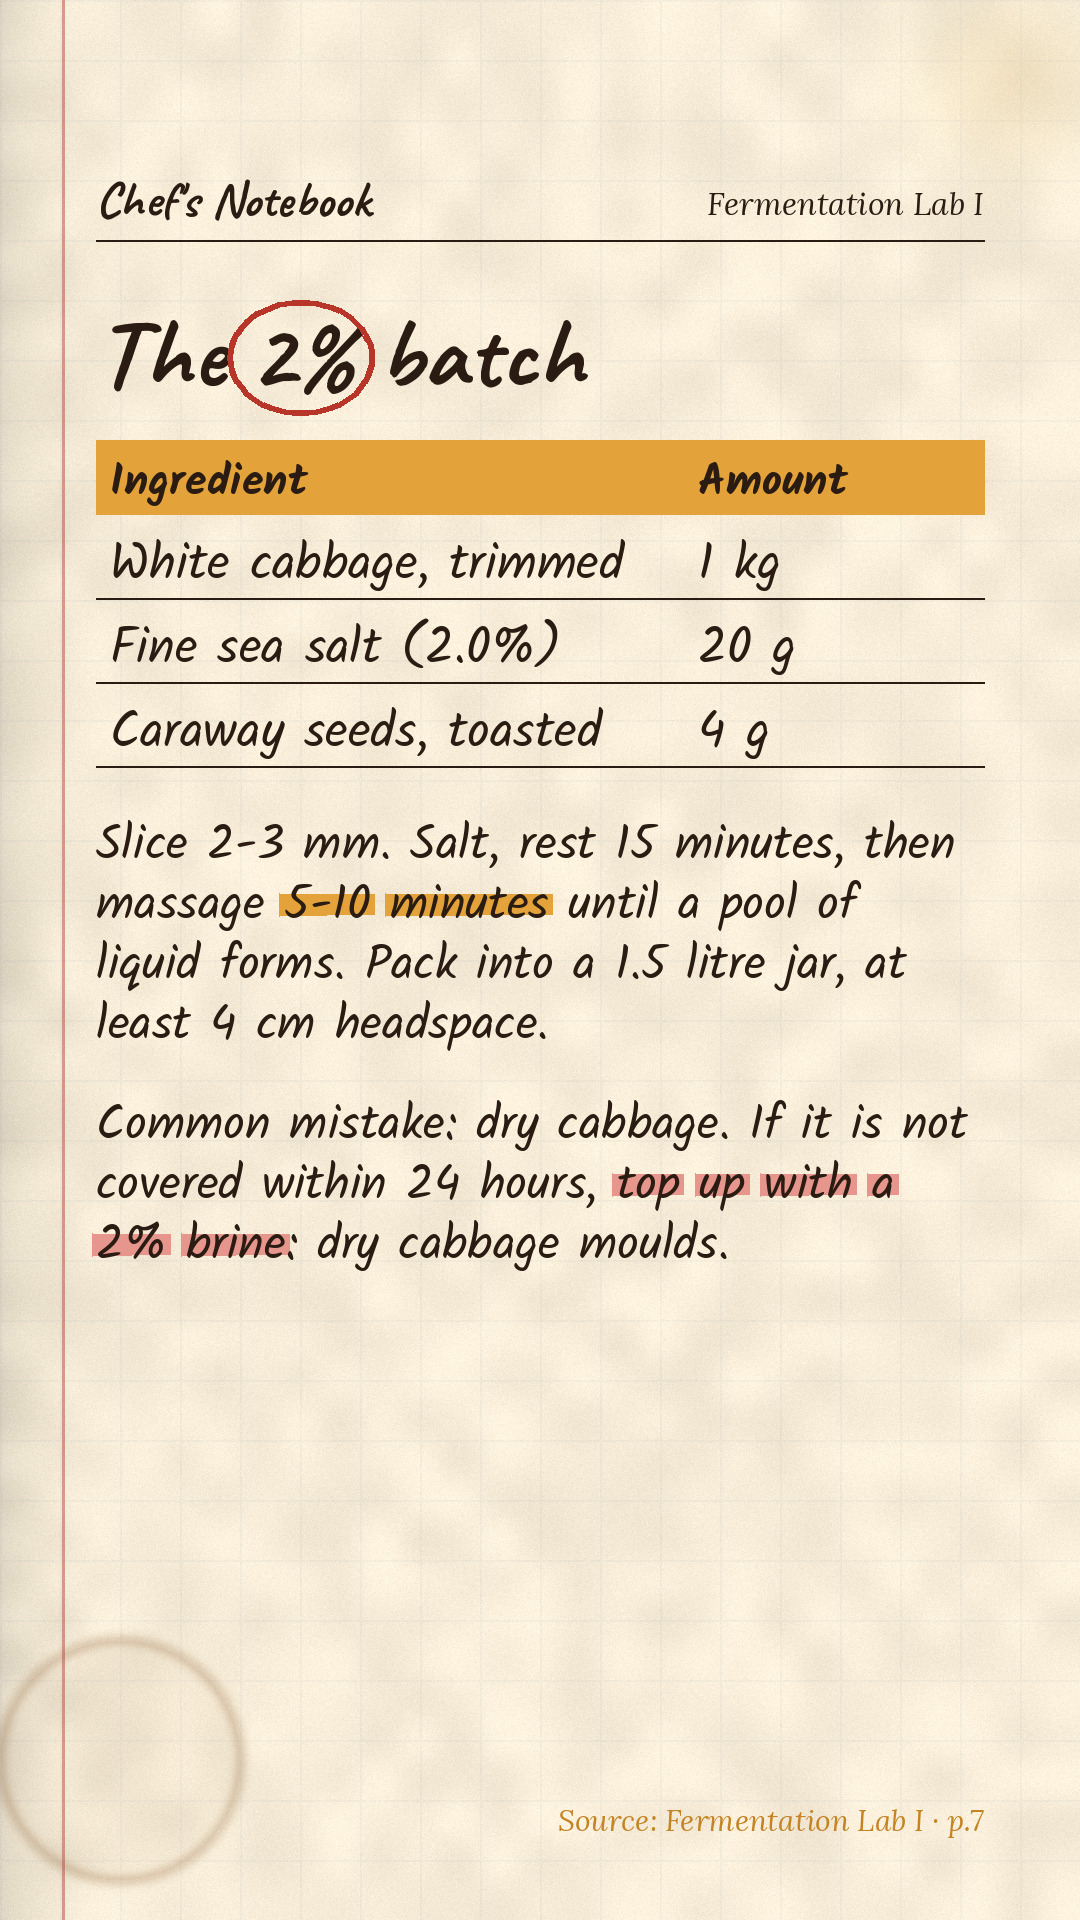 Chef's Notebook
Fermentation Lab I
The 2% batch
Ingredient Amount
White cabbage, trimmed 1 kg
Fine sea salt (2.0%) 20 g
Caraway seeds, toasted 4 g
Slice 2-3 mm. Salt, rest 15 minutes, then
massage 5-10 minutes until a pool of
liquid forms. Pack into a 1.5 litre jar, at
least 4 cm headspace.
Common mistake: dry cabbage. If it is not
covered within 24 hours, top up with a
2% brine: dry cabbage moulds.
Source: Fermentation Lab I · p.7